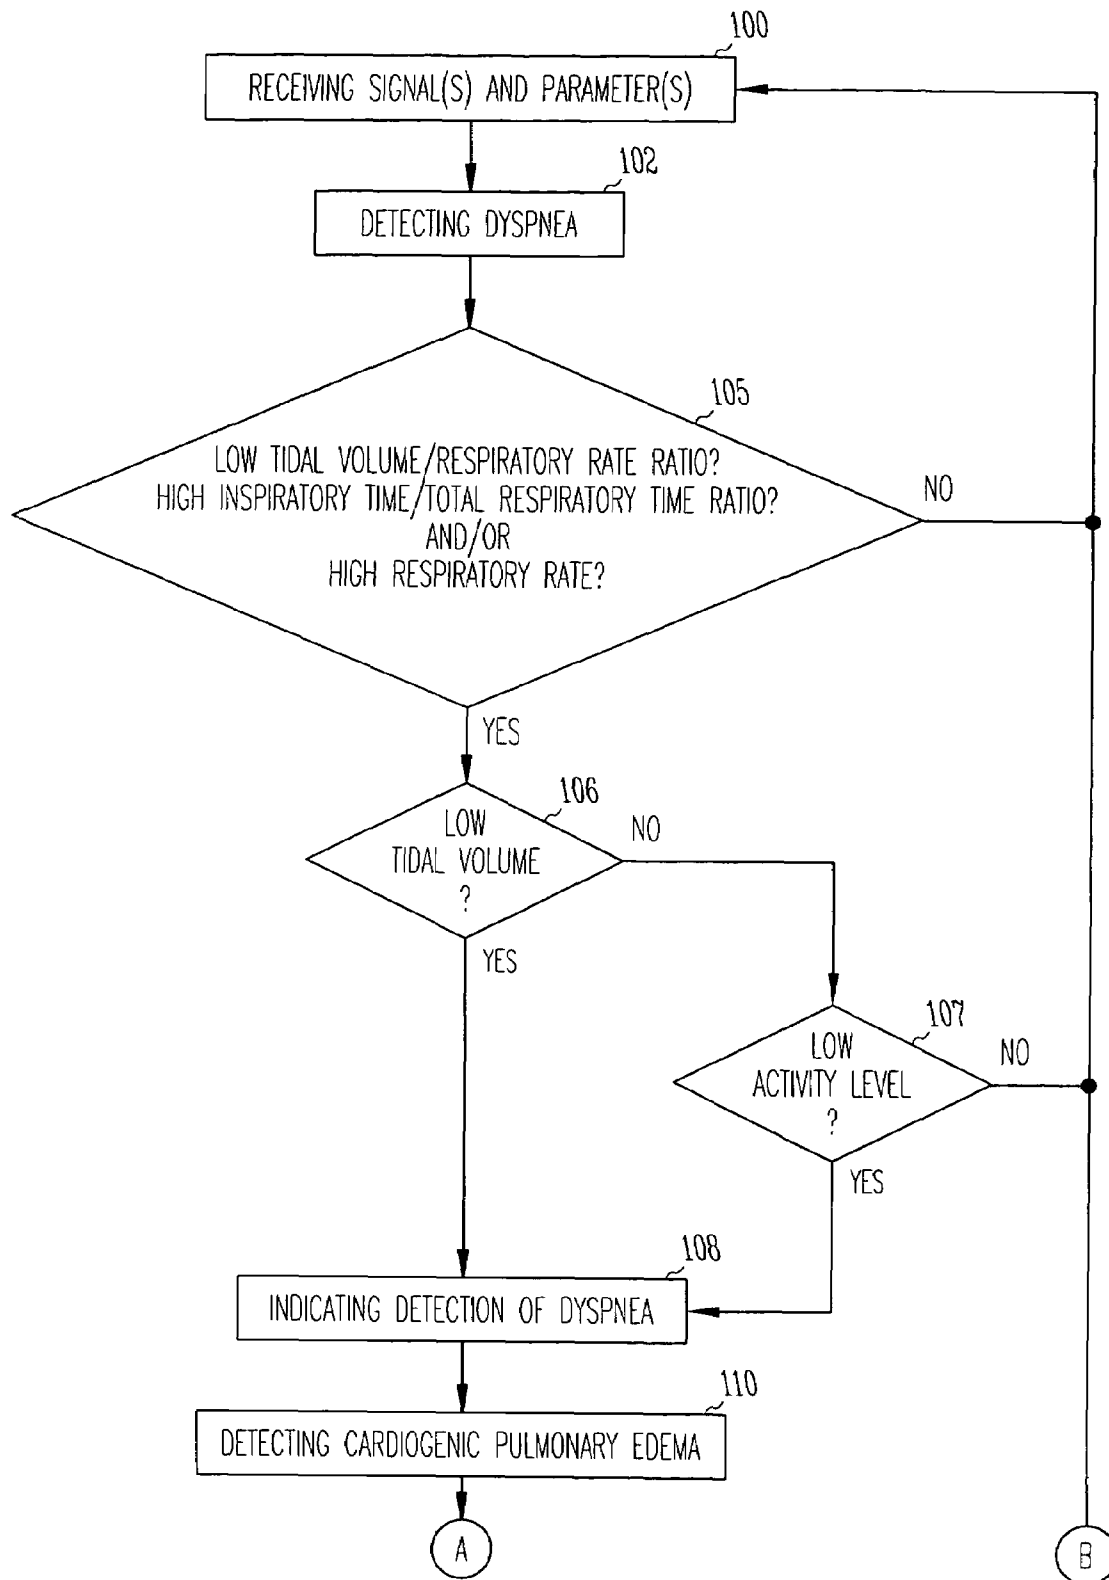 100
RECEIVING SIGNAL(S) AND PARAMETER(S)
102
DETECTING DYSPNEA
105
LOW TIDAL VOLUME/RESPIRATORY RATE RATIO?
HIGH INSPIRATORY TIME/TOTAL RESPIRATORY TIME RATIO?
AND/OR
HIGH RESPIRATORY RATE?
NO
YES
106
LOW
TIDAL VOLUME
?
NO
YES
107
LOW
ACTIVITY LEVEL
?
NO
YES
108
INDICATING DETECTION OF DYSPNEA
110
DETECTING CARDIOGENIC PULMONARY EDEMA
A
B